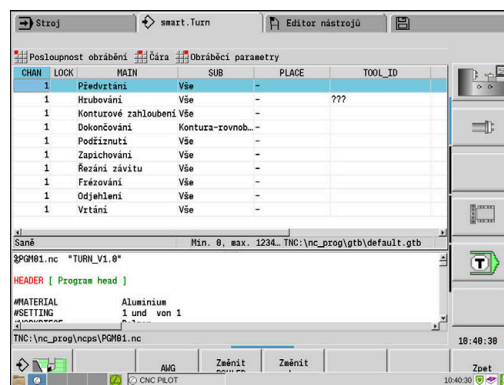 Stroj
smart.Turn
Editor nástrojů
Posloupnost obrábění Čára Obráběcí parametry
CHAN LOCK MAIN SUB PLACE TOOL_ID
1 Předvrtání Vše -
1 Hrubování Vše - ???
1 Konturové zahloubení Vše -
1 Dokončování Kontura-rovnob… -
1 Podříznutí Vše -
1 Zapichování Vše -
1 Řezání závitu Vše -
1 Frézování Vše -
1 Odjehlení Vše -
1 Vrtání Vše -
Saně Min. 0, max. 1234… TNC:\nc_prog\gtb\default.gtb
%PGM01.nc "TURN_V1.0"
HEADER [ Program head ]
#MATERIAL Aluminium
#SETTING 1 und von 1
TNC:\nc_prog\ncps\PGM01.nc
T
10:40:30
AWG
Změnit
Změnit
Zpet
CNC PILOT
10:40:30